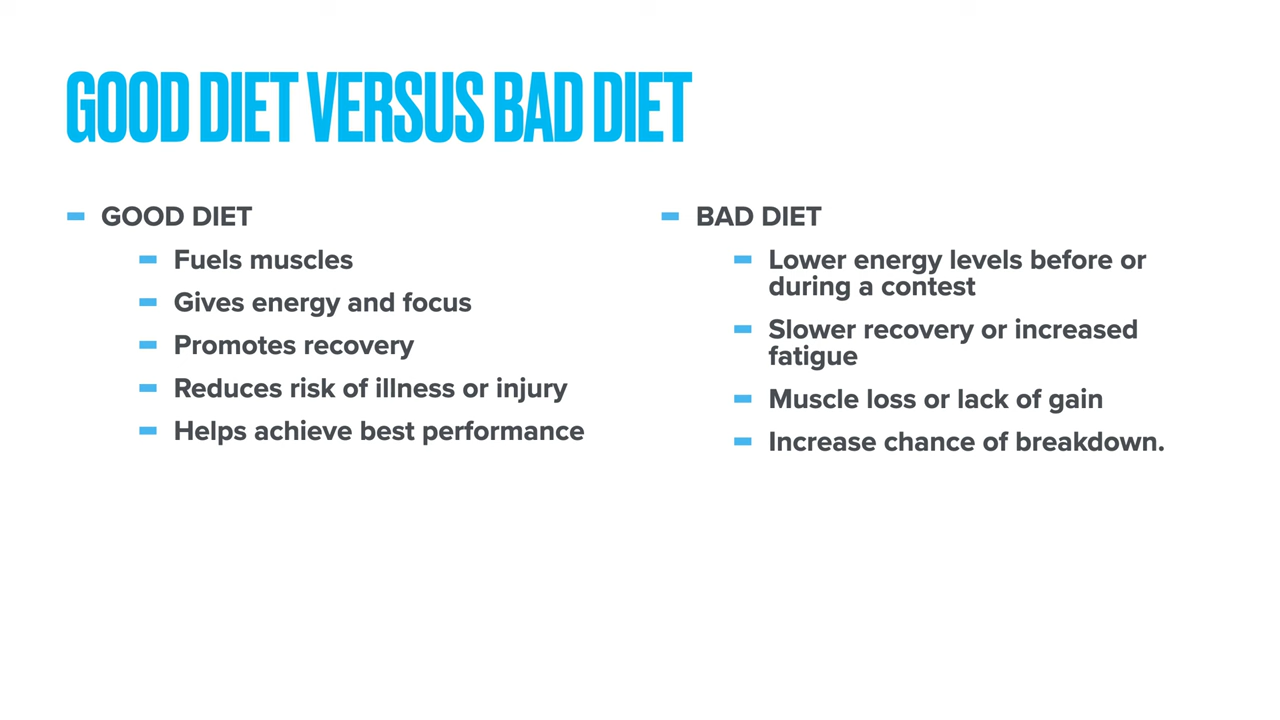 GOOD DIET VERSUS BAD DIET
GOOD DIET
Fuels muscles
Gives energy and focus
Promotes recovery
Reduces risk of illness or injury
Helps achieve best performance
BAD DIET
Lower energy levels before or
during a contest
Slower recovery or increased
fatigue
Muscle loss or lack of gain
Increase chance of breakdown.